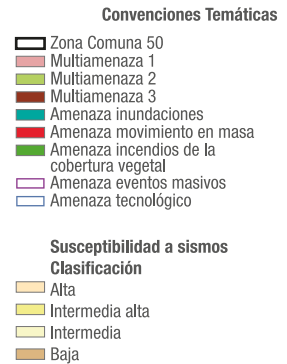 Convenciones Temáticas
Zona Comuna 50
Multiamenaza 1
Multiamenaza 2
Multiamenaza 3
Amenaza inundaciones
Amenaza movimiento en masa
Amenaza incendios de la
cobertura vegetal
Amenaza eventos masivos
Amenaza tecnológico
Susceptibilidad a sismos
Clasificación
Alta
Intermedia alta
Intermedia
Baja